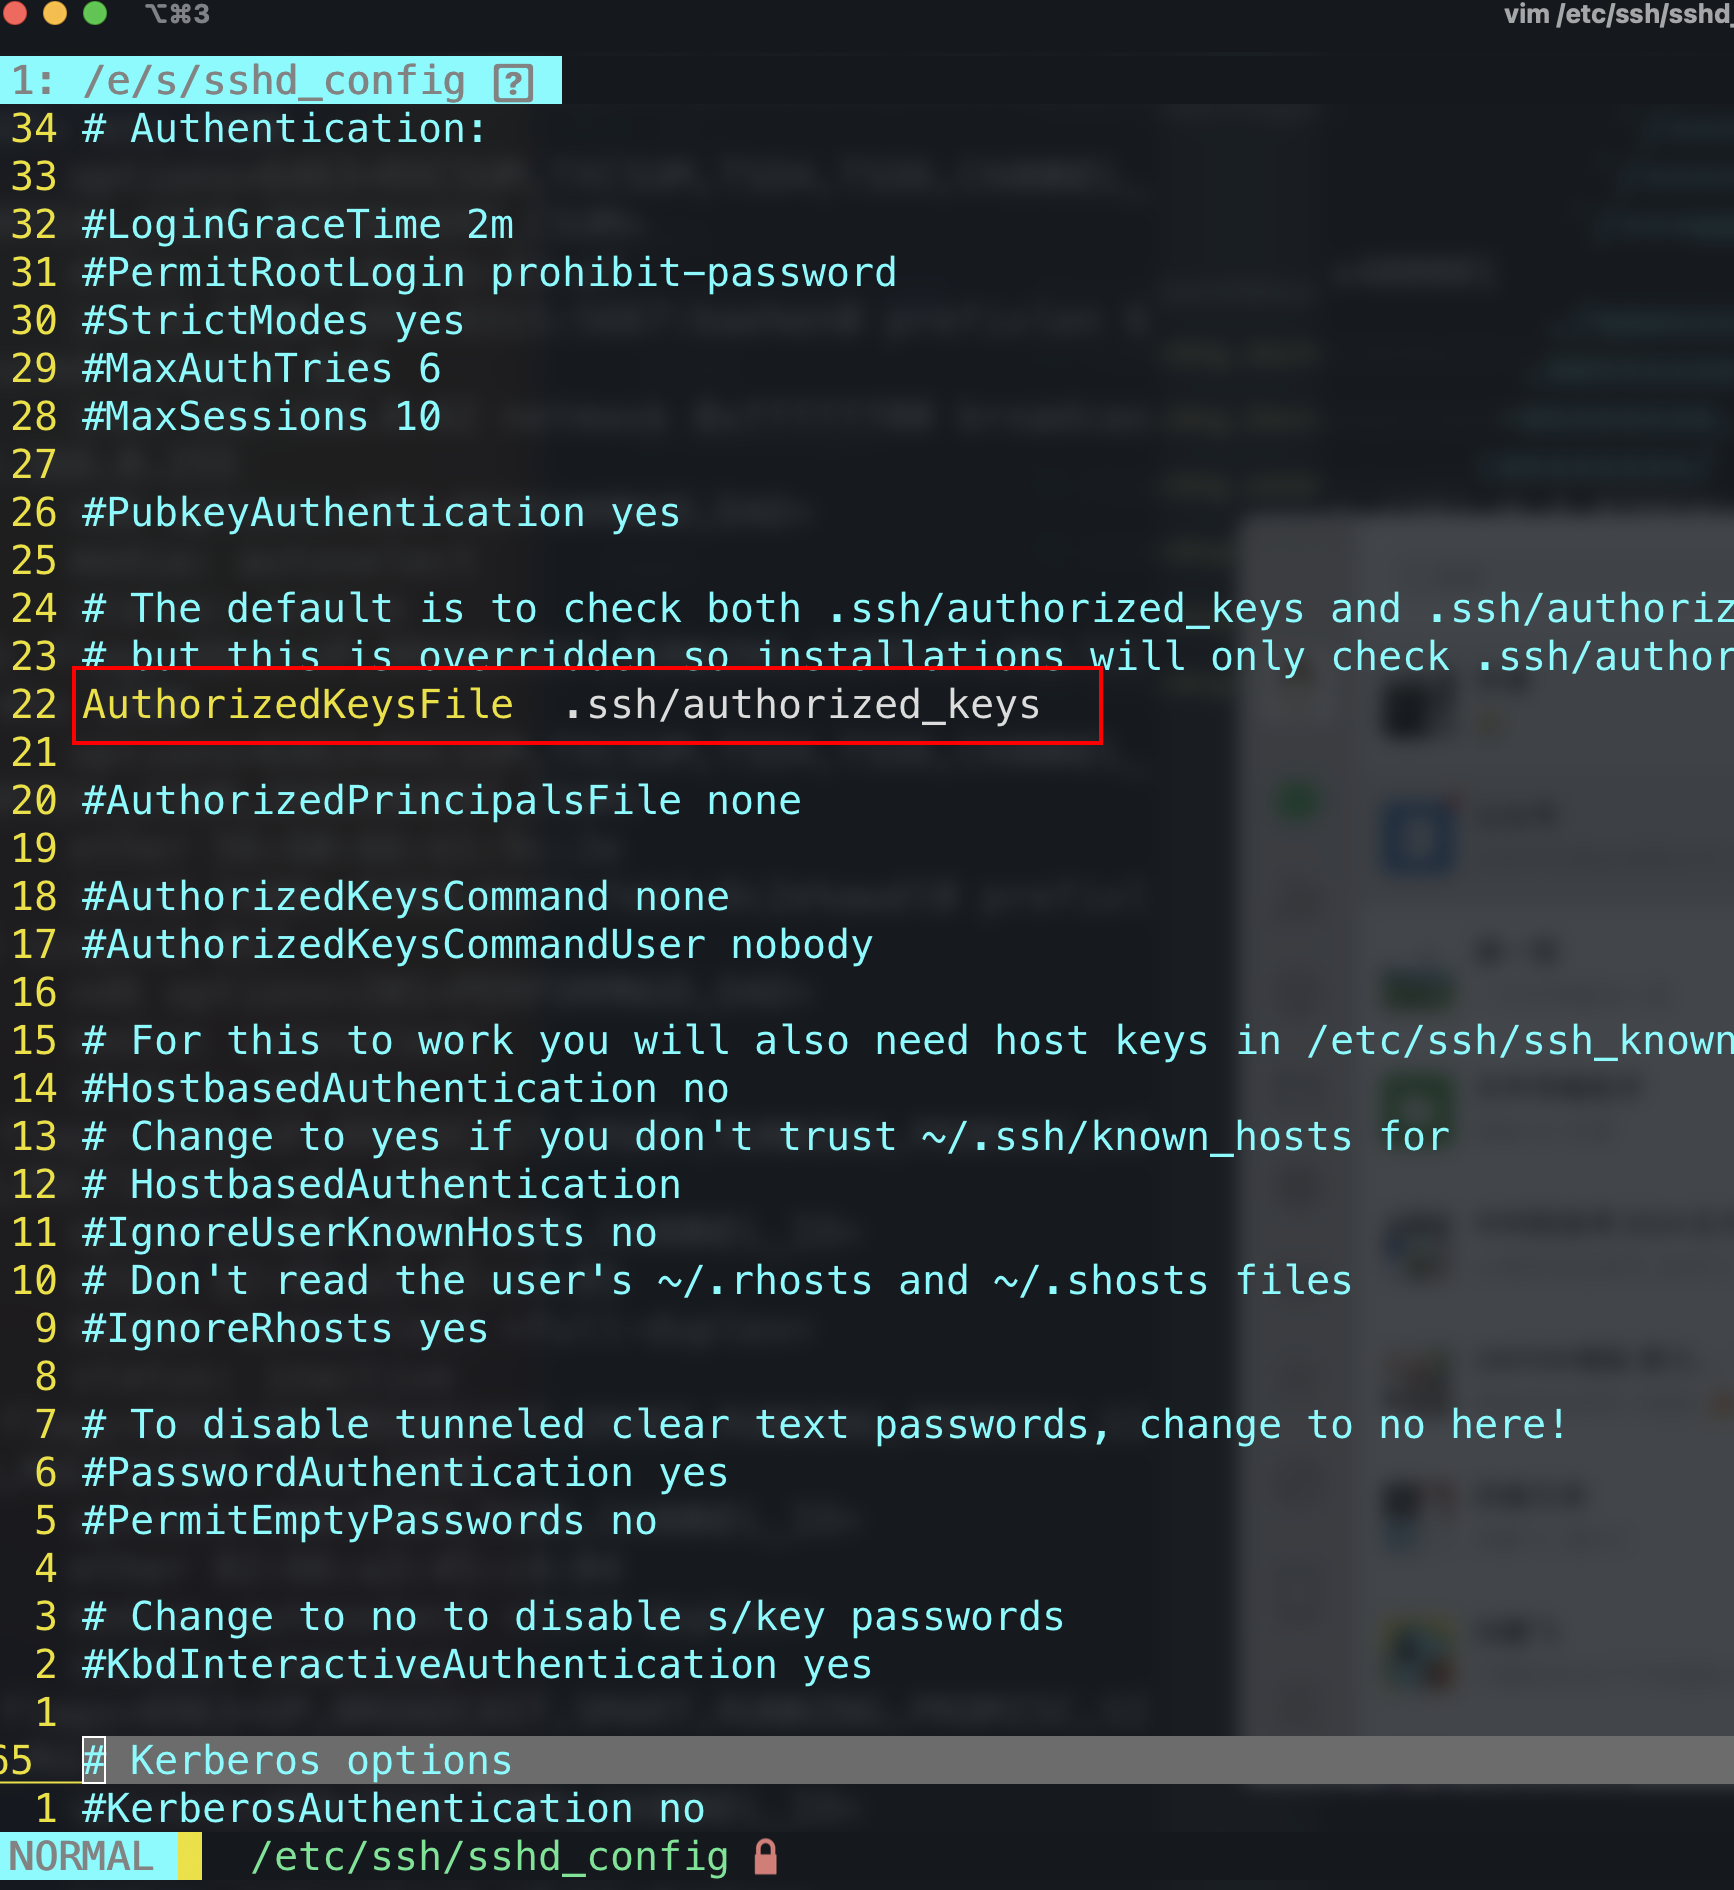 ⌥⌘3
vim /etc/ssh/sshd_
1: /e/s/sshd_config [?]
34 # Authentication:
33
32 #LoginGraceTime 2m
31 #PermitRootLogin prohibit-password
30 #StrictModes yes
29 #MaxAuthTries 6
28 #MaxSessions 10
27
26 #PubkeyAuthentication yes
25
24 # The default is to check both .ssh/authorized_keys and .ssh/authoriz
23 # but this is overridden so installations will only check .ssh/author
22 AuthorizedKeysFile  .ssh/authorized_keys
21
20 #AuthorizedPrincipalsFile none
19
18 #AuthorizedKeysCommand none
17 #AuthorizedKeysCommandUser nobody
16
15 # For this to work you will also need host keys in /etc/ssh/ssh_known
14 #HostbasedAuthentication no
13 # Change to yes if you don't trust ~/.ssh/known_hosts for
12 # HostbasedAuthentication
11 #IgnoreUserKnownHosts no
10 # Don't read the user's ~/.rhosts and ~/.shosts files
9 #IgnoreRhosts yes
8
7 # To disable tunneled clear text passwords, change to no here!
6 #PasswordAuthentication yes
5 #PermitEmptyPasswords no
4
3 # Change to no to disable s/key passwords
2 #KbdInteractiveAuthentication yes
1
65 # Kerberos options
1 #KerberosAuthentication no
NORMAL /etc/ssh/sshd_config